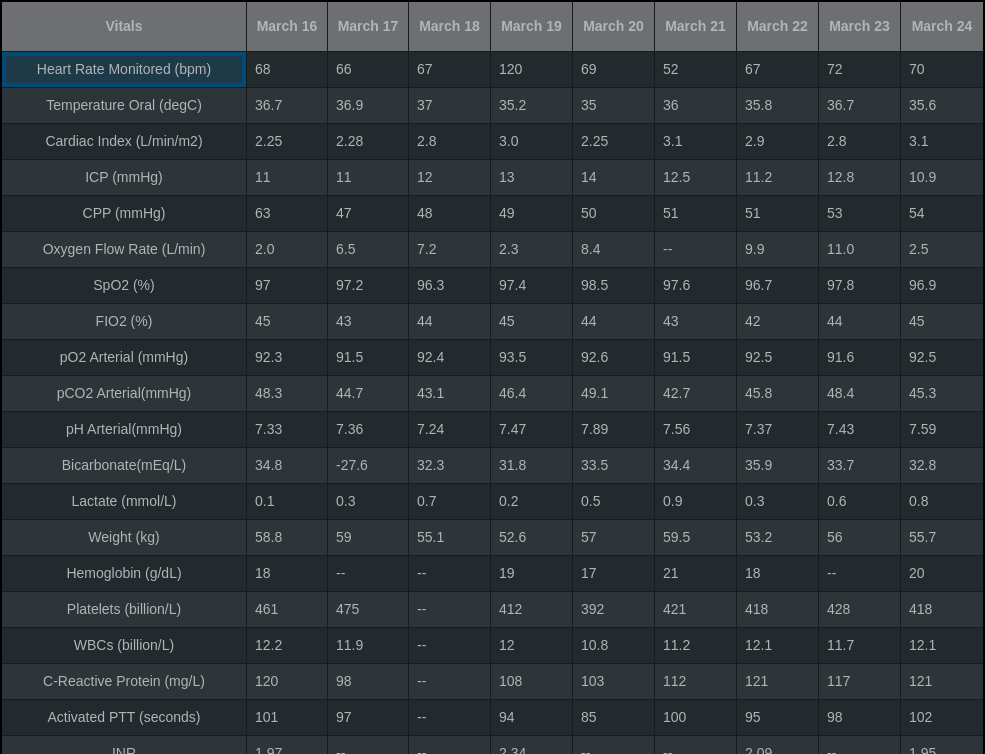 Vitals March 16 March 17 March 18 March 19 March 20 March 21 March 22 March 23 March 24
Heart Rate Monitored (bpm) 68 66 67 120 69 52 67 72 70
Temperature Oral (degC) 36.7 36.9 37 35.2 35 36 35.8 36.7 35.6
Cardiac Index (L/min/m2) 2.25 2.28 2.8 3.0 2.25 3.1 2.9 2.8 3.1
ICP (mmHg) 11 11 12 13 14 12.5 11.2 12.8 10.9
CPP (mmHg) 63 47 48 49 50 51 51 53 54
Oxygen Flow Rate (L/min) 2.0 6.5 7.2 2.3 8.4 -- 9.9 11.0 2.5
SpO2 (%) 97 97.2 96.3 97.4 98.5 97.6 96.7 97.8 96.9
FIO2 (%) 45 43 44 45 44 43 42 44 45
pO2 Arterial (mmHg) 92.3 91.5 92.4 93.5 92.6 91.5 92.5 91.6 92.5
pCO2 Arterial(mmHg) 48.3 44.7 43.1 46.4 49.1 42.7 45.8 48.4 45.3
pH Arterial(mmHg) 7.33 7.36 7.24 7.47 7.89 7.56 7.37 7.43 7.59
Bicarbonate(mEq/L) 34.8 -27.6 32.3 31.8 33.5 34.4 35.9 33.7 32.8
Lactate (mmol/L) 0.1 0.3 0.7 0.2 0.5 0.9 0.3 0.6 0.8
Weight (kg) 58.8 59 55.1 52.6 57 59.5 53.2 56 55.7
Hemoglobin (g/dL) 18 -- -- 19 17 21 18 -- 20
Platelets (billion/L) 461 475 -- 412 392 421 418 428 418
WBCs (billion/L) 12.2 11.9 -- 12 10.8 11.2 12.1 11.7 12.1
C-Reactive Protein (mg/L) 120 98 -- 108 103 112 121 117 121
Activated PTT (seconds) 101 97 -- 94 85 100 95 98 102
INR 1.97 -- -- 2.34 -- -- 2.09 -- 1.95